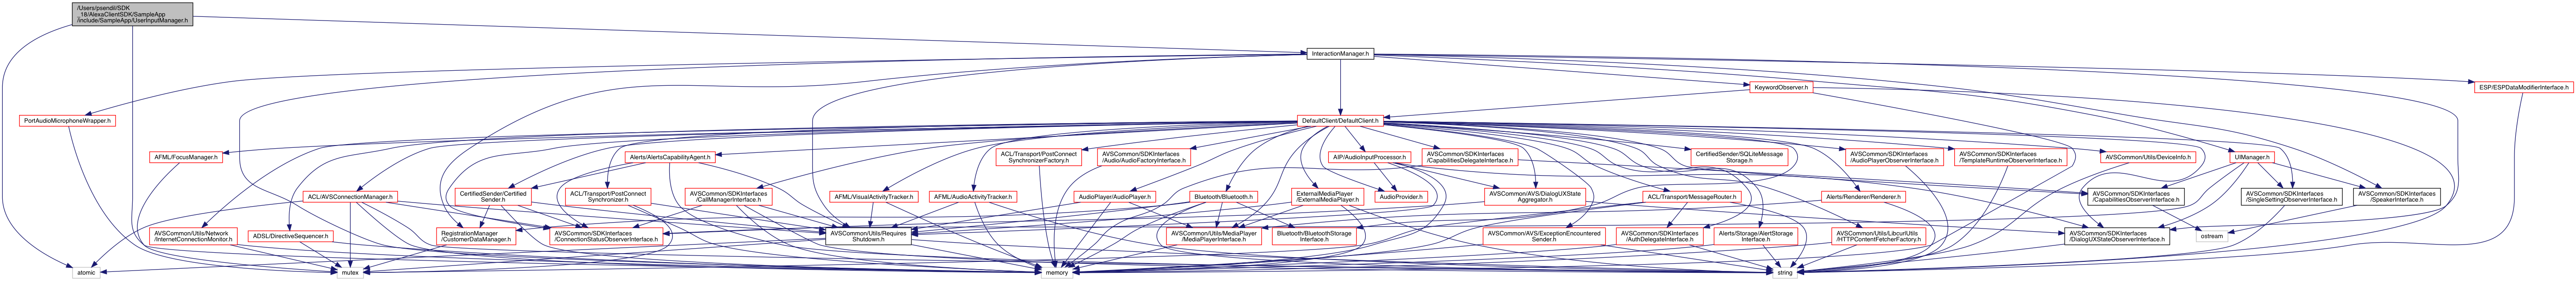 /Users/psendii/SDK
_18/AlexaClientSDK/SampleApp
/include/SampleApp/UserInputManager.h
InteractionManager.h
KeywordObserver.h
ESP/ESPDataModifierInterface.h
PortAudioMicrophoneWrapper.h
DefaultClient/DefaultClient.h
AFML/FocusManager.h
Alerts/AlertsCapabilityAgent.h
ACL/Transport/PostConnect
SynchronizerFactory.h
AVSCommon/SDKInterfaces
/Audio/AudioFactoryInterface.h
AIP/AudioInputProcessor.h
AVSCommon/SDKInterfaces
/CapabilitiesDelegateInterface.h
CertifiedSender/SQLiteMessage
Storage.h
AVSCommon/SDKInterfaces
/AudioPlayerObserverInterface.h
AVSCommon/SDKInterfaces
/TemplateRuntimeObserverInterface.h
AVSCommon/Utils/DeviceInfo.h
UIManager.h
ACL/AVSConnectionManager.h
CertifiedSender/Certified
Sender.h
ACL/Transport/PostConnect
Synchronizer.h
AVSCommon/SDKInterfaces
/CallManagerInterface.h
AFML/VisualActivityTracker.h
AFML/AudioActivityTracker.h
AudioPlayer/AudioPlayer.h
Bluetooth/Bluetooth.h
ExternalMediaPlayer
/ExternalMediaPlayer.h
AudioProvider.h
AVSCommon/AVS/DialogUXState
Aggregator.h
ACL/Transport/MessageRouter.h
Alerts/Renderer/Renderer.h
AVSCommon/SDKInterfaces
/CapabilitiesObserverInterface.h
AVSCommon/SDKInterfaces
/SingleSettingObserverInterface.h
AVSCommon/SDKInterfaces
/SpeakerInterface.h
AVSCommon/Utils/Network
/InternetConnectionMonitor.h
ADSL/DirectiveSequencer.h
RegistrationManager
/CustomerDataManager.h
AVSCommon/SDKInterfaces
/ConnectionStatusObserverInterface.h
AVSCommon/Utils/Requires
Shutdown.h
AVSCommon/Utils/MediaPlayer
/MediaPlayerInterface.h
Bluetooth/BluetoothStorage
Interface.h
AVSCommon/AVS/ExceptionEncountered
Sender.h
AVSCommon/SDKInterfaces
/AuthDelegateInterface.h
Alerts/Storage/AlertStorage
Interface.h
AVSCommon/Utils/LibcurlUtils
/HTTPContentFetcherFactory.h
AVSCommon/SDKInterfaces
/DialogUXStateObserverInterface.h
ostream
atomic
mutex
memory
string